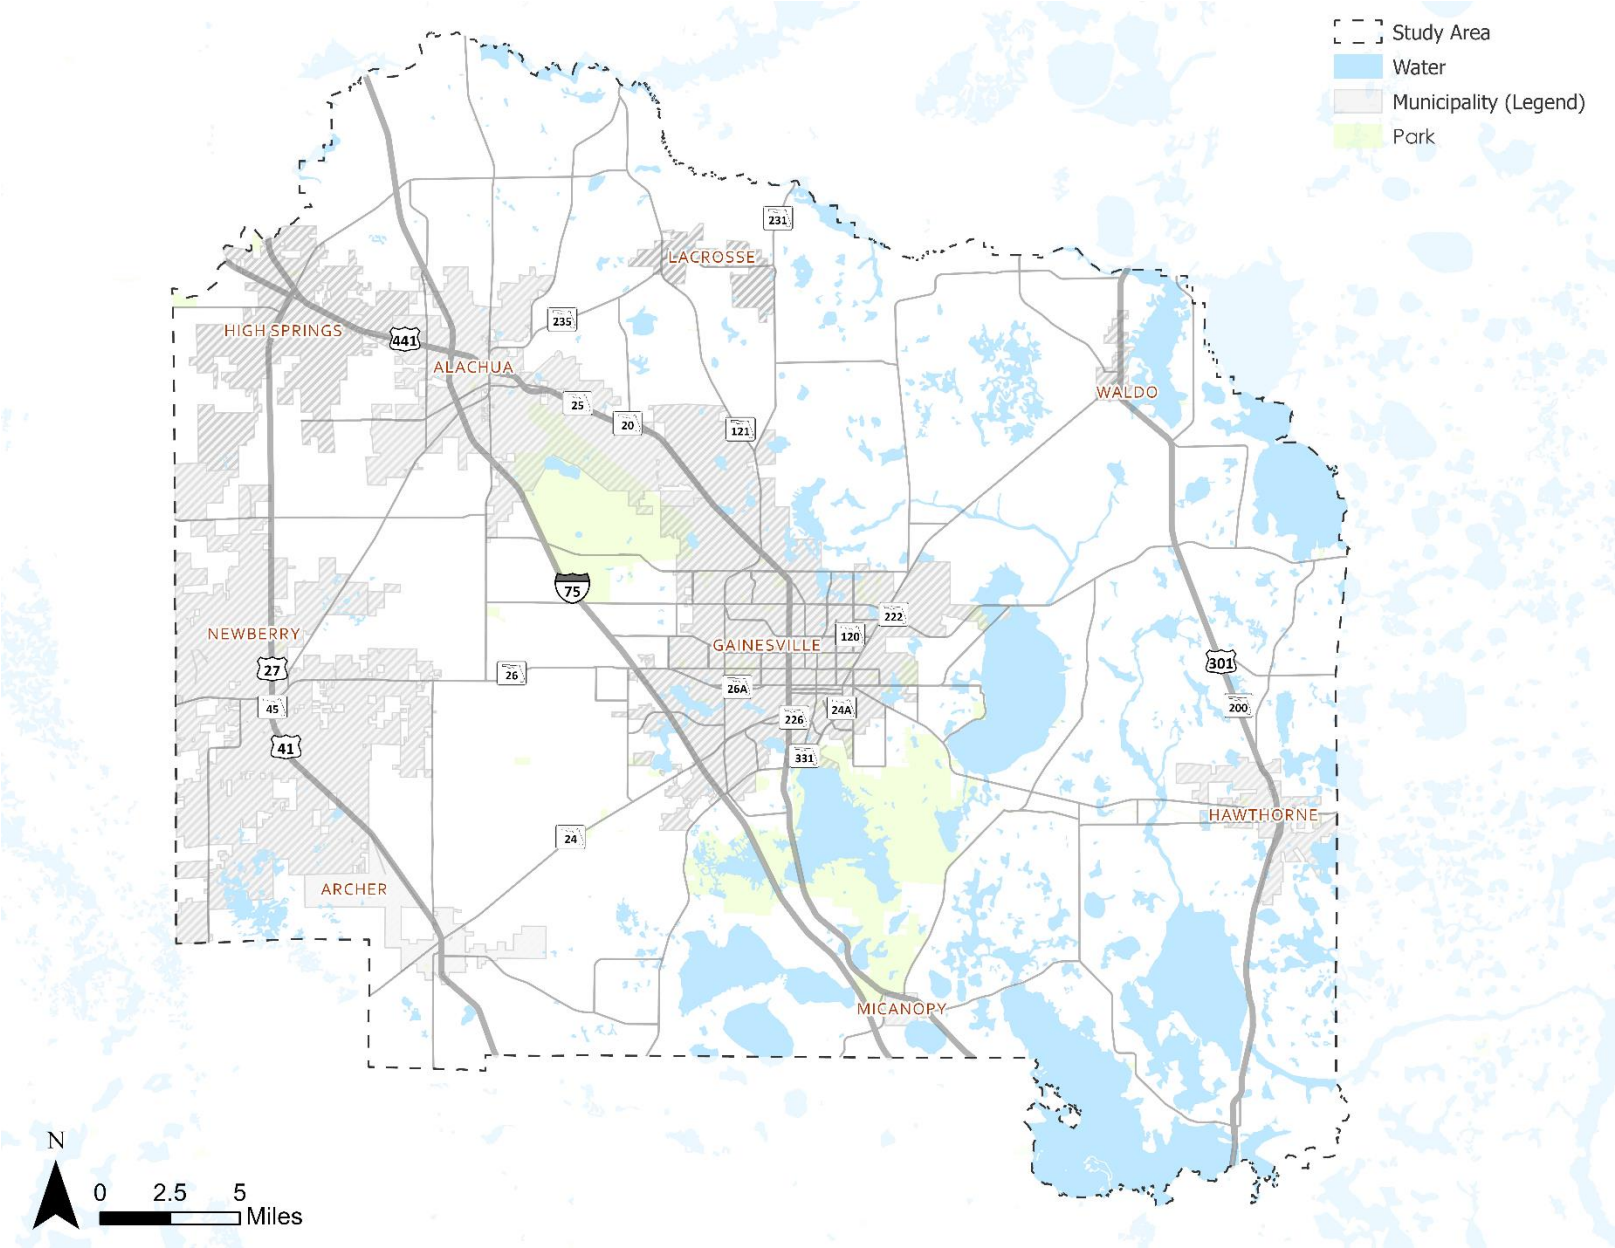 Study Area
Water
Municipality (Legend)
Park
231
LACROSSE
235
HIGH SPRINGS
441
ALACHUA
WALDO
25
20
121
75
222
120
NEWBERRY
GAINESVILLE
301
27
26
26A
45
226
24A
200
41
331
24
HAWTHORNE
ARCHER
MICANOPY
N
0 2.5 5
Miles